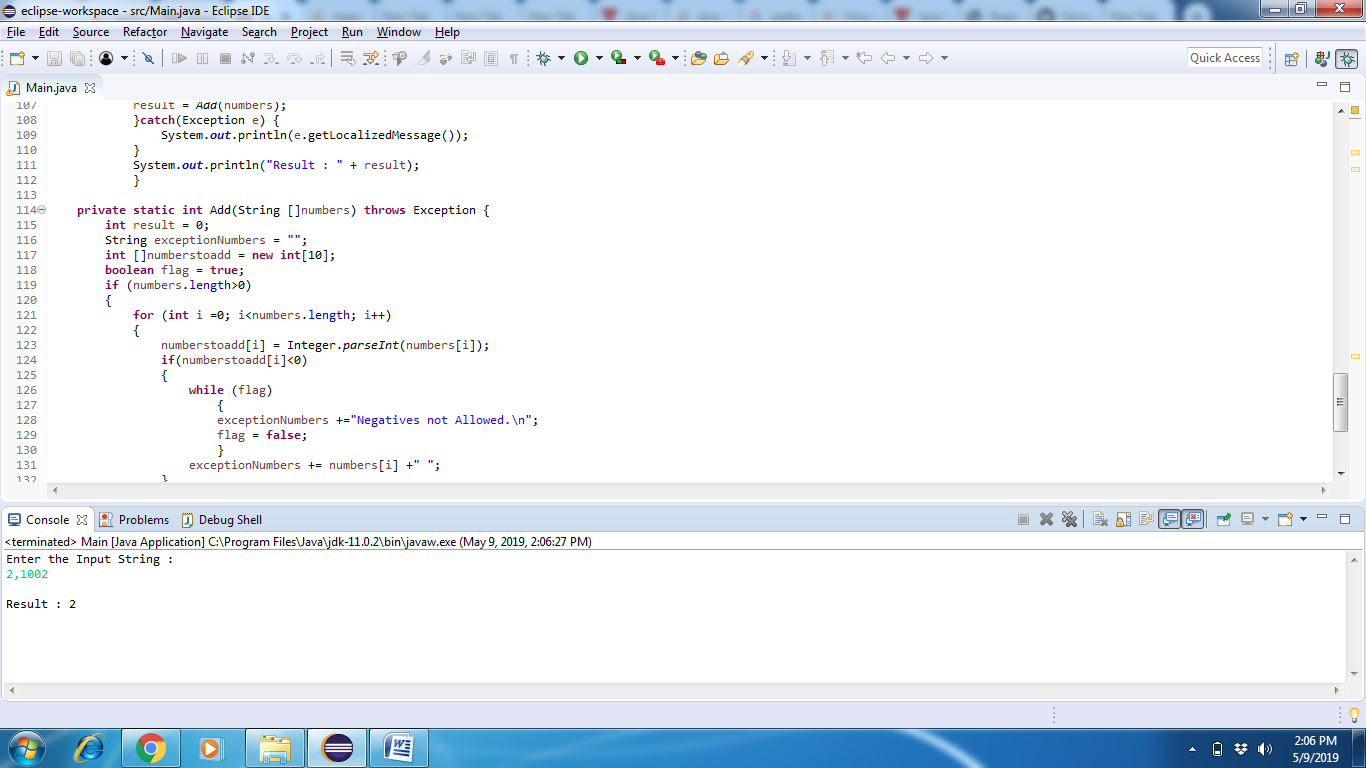 eclipse-workspace - src/Main.java - Eclipse IDE
File Edit Source Refactor Navigate Search Project Run Window Help
Quick Access
Main.java
107 result = Add(numbers);
108 }catch(Exception e) {
109 System.out.println(e.getLocalizedMessage());
110 }
111 System.out.println("Result : " + result);
112 }
113
114 private static int Add(String []numbers) throws Exception {
115 int result = 0;
116 String exceptionNumbers = "";
117 int []numberstoadd = new int[10];
118 boolean flag = true;
119 if (numbers.length>0)
120 {
121 for (int i =0; i<numbers.length; i++)
122 {
123 numberstoadd[i] = Integer.parseInt(numbers[i]);
124 if(numberstoadd[i]<0)
125 {
126 while (flag)
127 {
128 exceptionNumbers +="Negatives not Allowed.\n";
129 flag = false;
130 }
131 exceptionNumbers += numbers[i] +" ";
132 }
Console Problems Debug Shell
<terminated> Main [Java Application] C:\Program Files\Java\jdk-11.0.2\bin\javaw.exe (May 9, 2019, 2:06:27 PM)
Enter the Input String :
2,1002
Result : 2
2:06 PM
5/9/2019